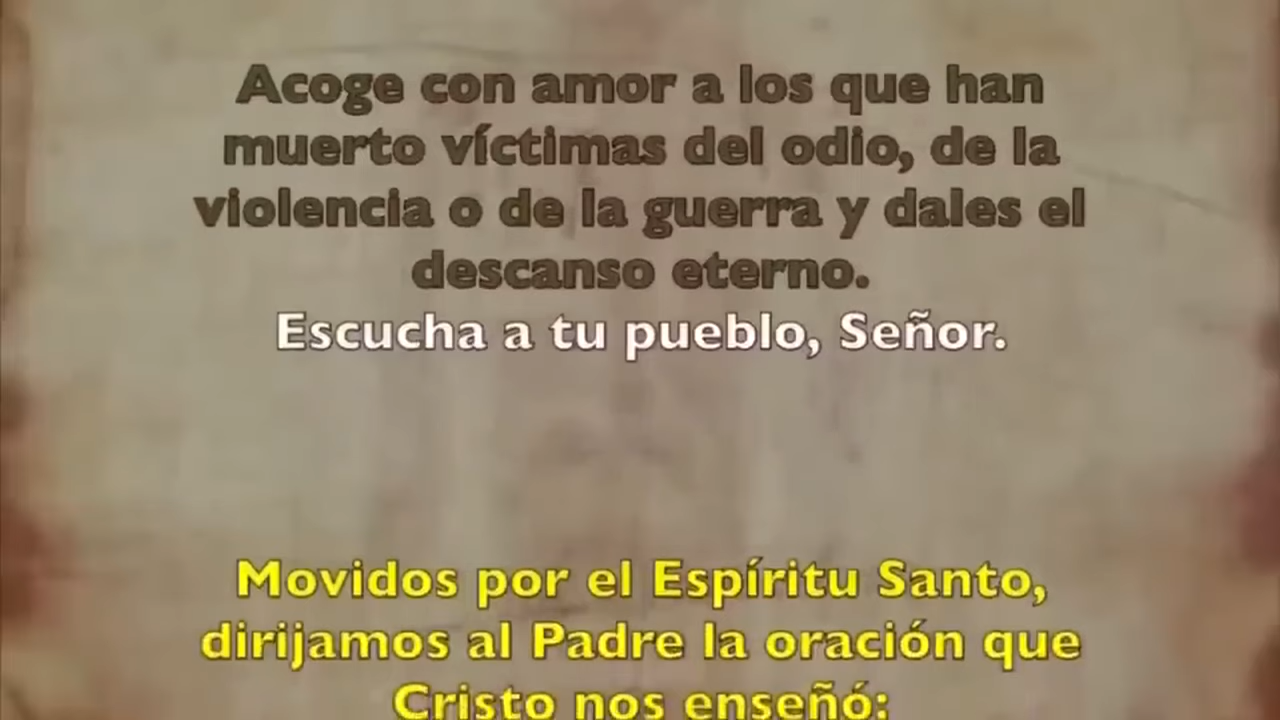 Acoge con amor a los que han
muerto víctimas del odio, de la
violencia o de la guerra y dales el
descanso eterno.
Escucha a tu pueblo, Señor.
Movidos por el Espíritu Santo,
dirijamos al Padre la oración que
Cristo nos enseñó: